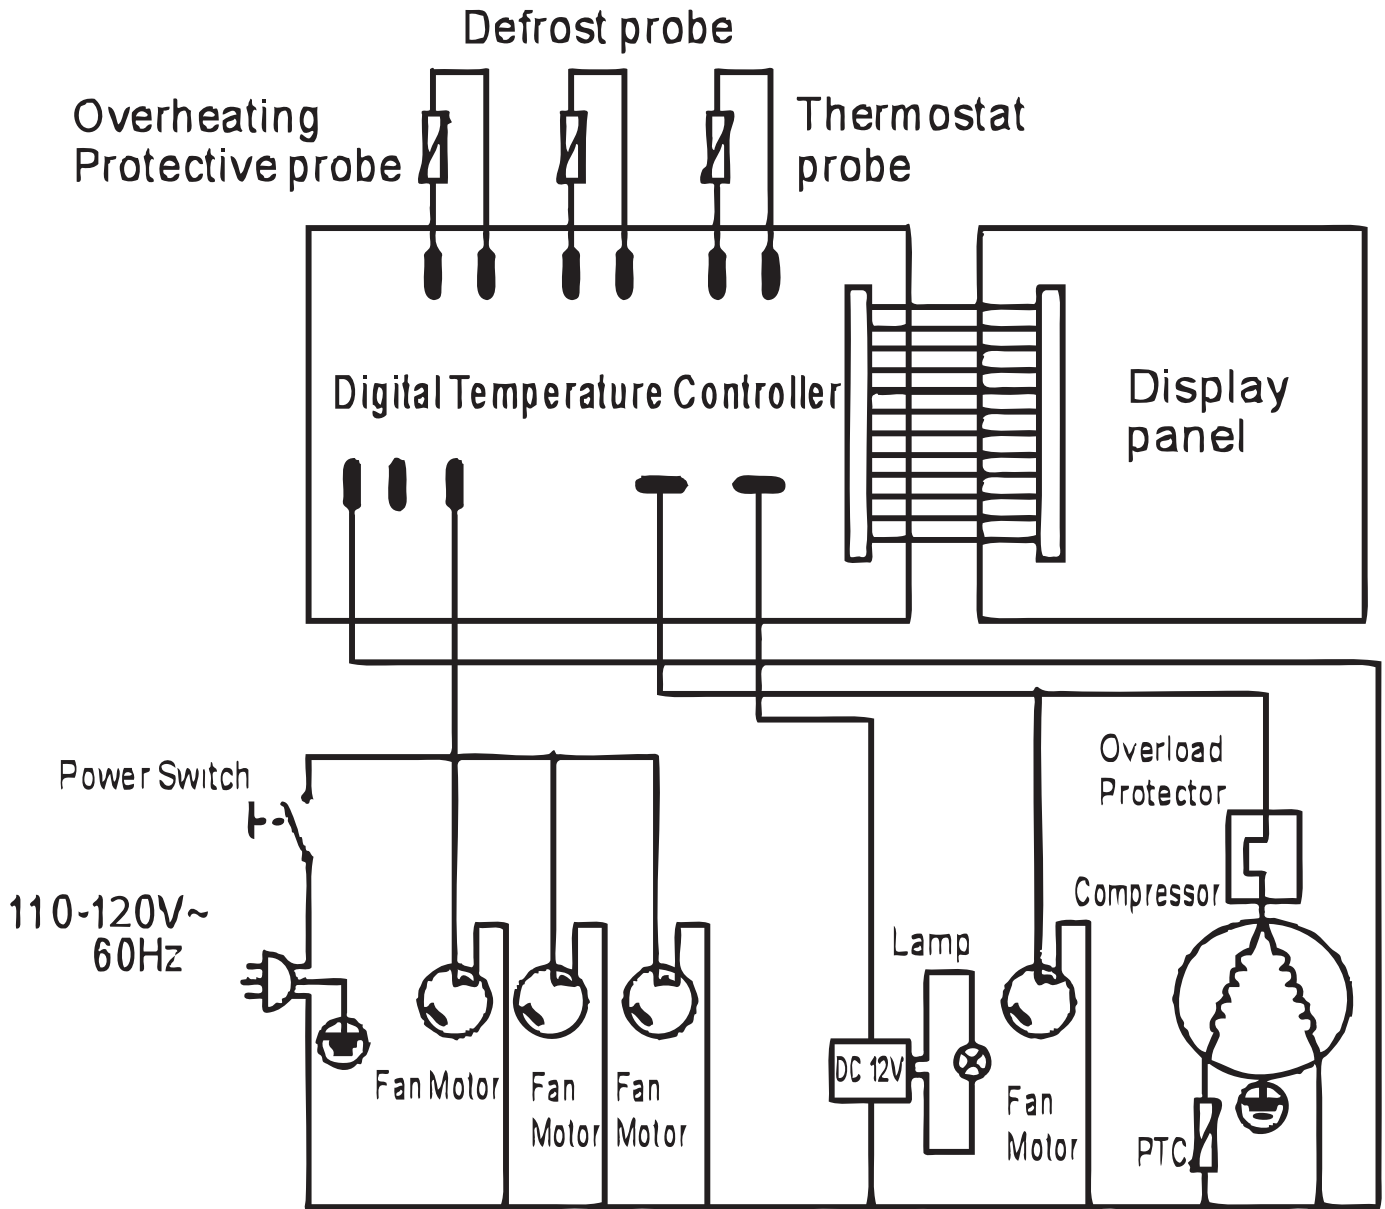 Defrost probe
Overheating
Protective probe
Thermostat
probe
Digital Temperature Controller
Display
panel
Power Switch
110-120V~
60Hz
Overload
Protector
Compressor
Lamp
DC 12V
Fan Motor
Fan
Motor
Fan
Motor
Fan
Motor
PTC